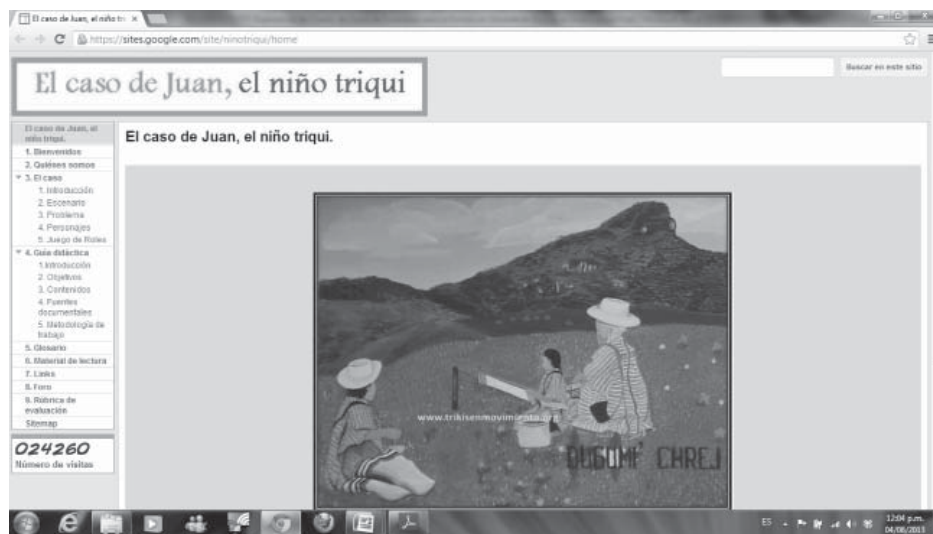 El caso de Juan, el niño tri
https://sites.google.com/site/ninotriqui/home
El caso de Juan, el niño triqui
Buscar en este sitio
El caso de Juan, el
niño triqui.
1. Bienvenidos
2. Quiénes somos
3. El caso
1. Introducción
2. Escenario
3. Problema
4. Personajes
5. Juego de Roles
4. Guía didáctica
1.Introducción
2. Objetivos
3. Contenidos
4. Fuentes
documentales
5. Metodología de
trabajo
5. Glosario
6. Material de lectura
7. Links
8. Foro
9. Rúbrica de
evaluación
Sitemap
024260
Número de visitas
El caso de Juan, el niño triqui.
www.trikisenmovimiento.org
DUGUMÍ' CHREJ
ES
12:04 p.m.
04/06/2013